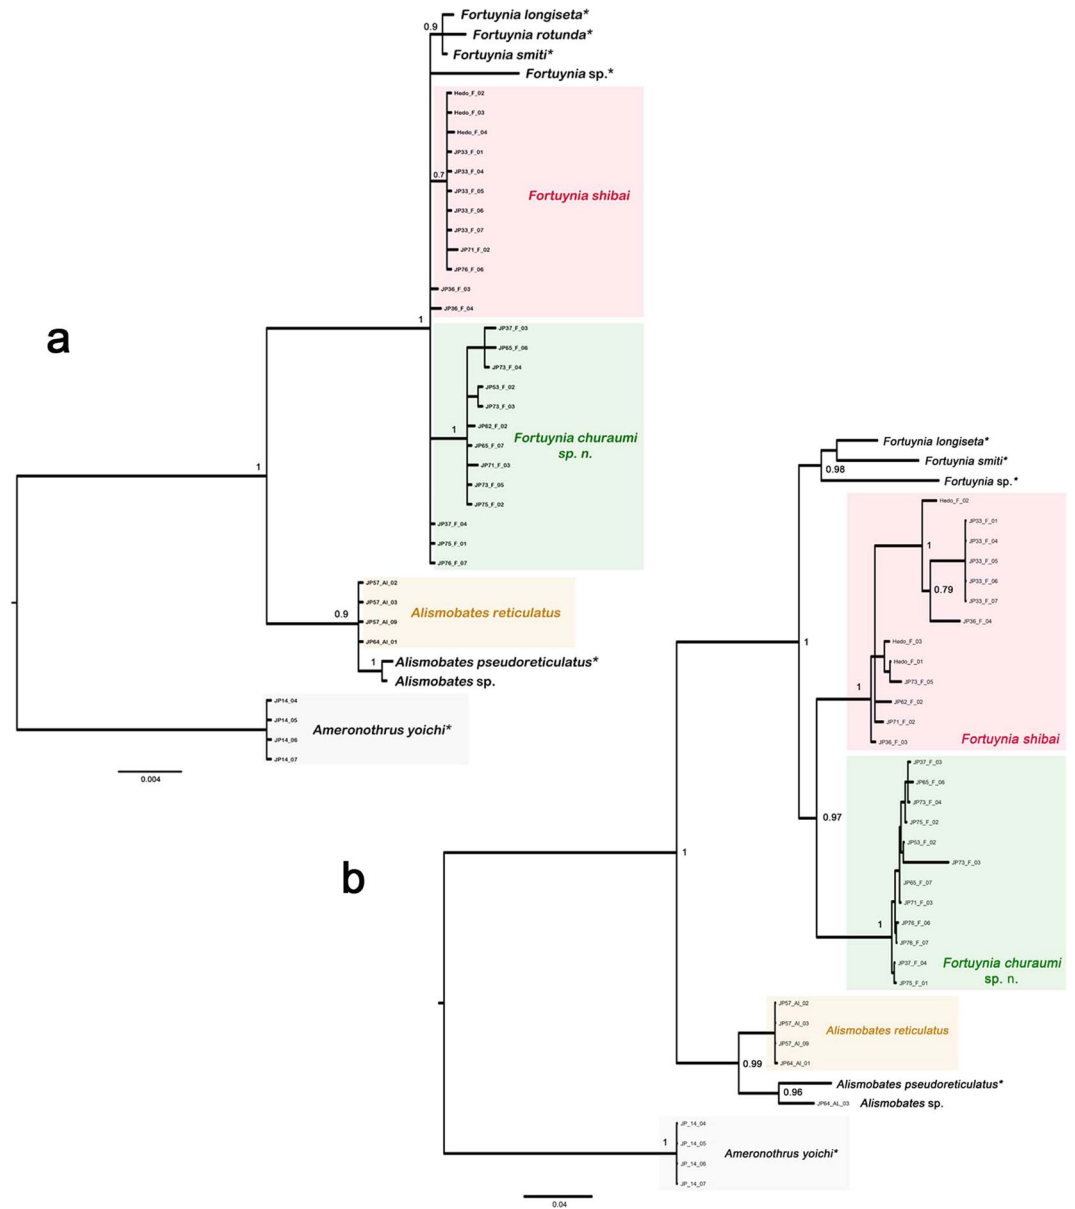 a
0.9
Fortuynia longiseta*
Fortuynia rotunda*
Fortuynia smiti*
Fortuynia sp.*
Hedo_F_02
Hedo_F_03
Hedo_F_04
JP33_F_01
JP33_F_04
0.7
JP33_F_05
Fortuynia shibai
JP33_F_06
JP33_F_07
JP71_F_02
JP76_F_06
JP36_F_03
JP36_F_04
1
JP37_F_03
JP65_F_06
JP73_F_04
JP53_F_02
JP73_F_03
JP62_F_02
1
Fortuynia churaumi
sp. n.
JP65_F_07
JP71_F_03
JP73_F_05
JP75_F_02
JP37_F_04
JP75_F_01
JP76_F_07
1
JP57_Al_02
JP57_Al_03
0.9
Alismobates reticulatus
JP57_Al_09
JP64_Al_01
1
Alismobates pseudoreticulatus*
Alismobates sp.
JP14_04
JP14_05
Ameronothrus yoichi*
JP14_06
JP14_07
0.004
b
Fortuynia longiseta*
Fortuynia smiti*
0.98
Fortuynia sp.*
Hedo_F_02
JP33_F_01
JP33_F_04
1
JP33_F_05
JP33_F_06
0.79
JP33_F_07
JP36_F_04
1
Hedo_F_03
Hedo_F_01
JP73_F_05
1
JP62_F_02
JP71_F_02
JP36_F_03
Fortuynia shibai
JP37_F_03
JP65_F_06
JP73_F_04
0.97
JP75_F_02
JP53_F_02
1
JP73_F_03
JP65_F_07
JP71_F_03
1
JP76_F_06
JP76_F_07
JP37_F_04
Fortuynia churaumi
sp. n.
JP75_F_01
JP57_Al_02
JP57_Al_03
Alismobates reticulatus
JP57_Al_09
0.99
JP64_Al_01
Alismobates pseudoreticulatus*
0.96
JP64_AL_03
Alismobates sp.
JP_14_04
1
JP_14_05
Ameronothrus yoichi*
JP_14_06
JP_14_07
0.04